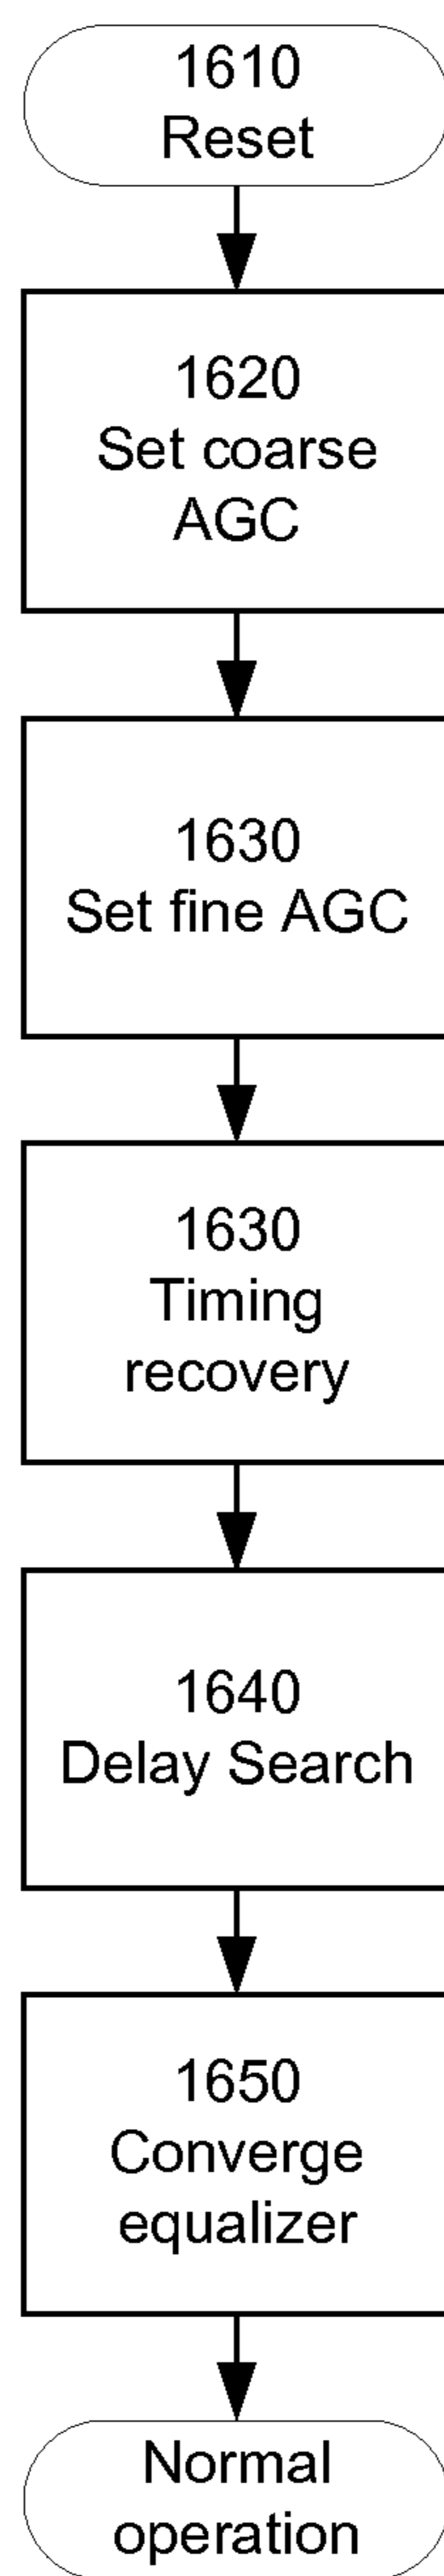 1610
Reset
1620
Set coarse
AGC
1630
Set fine AGC
1630
Timing
recovery
1640
Delay Search
1650
Converge
equalizer
Normal
operation